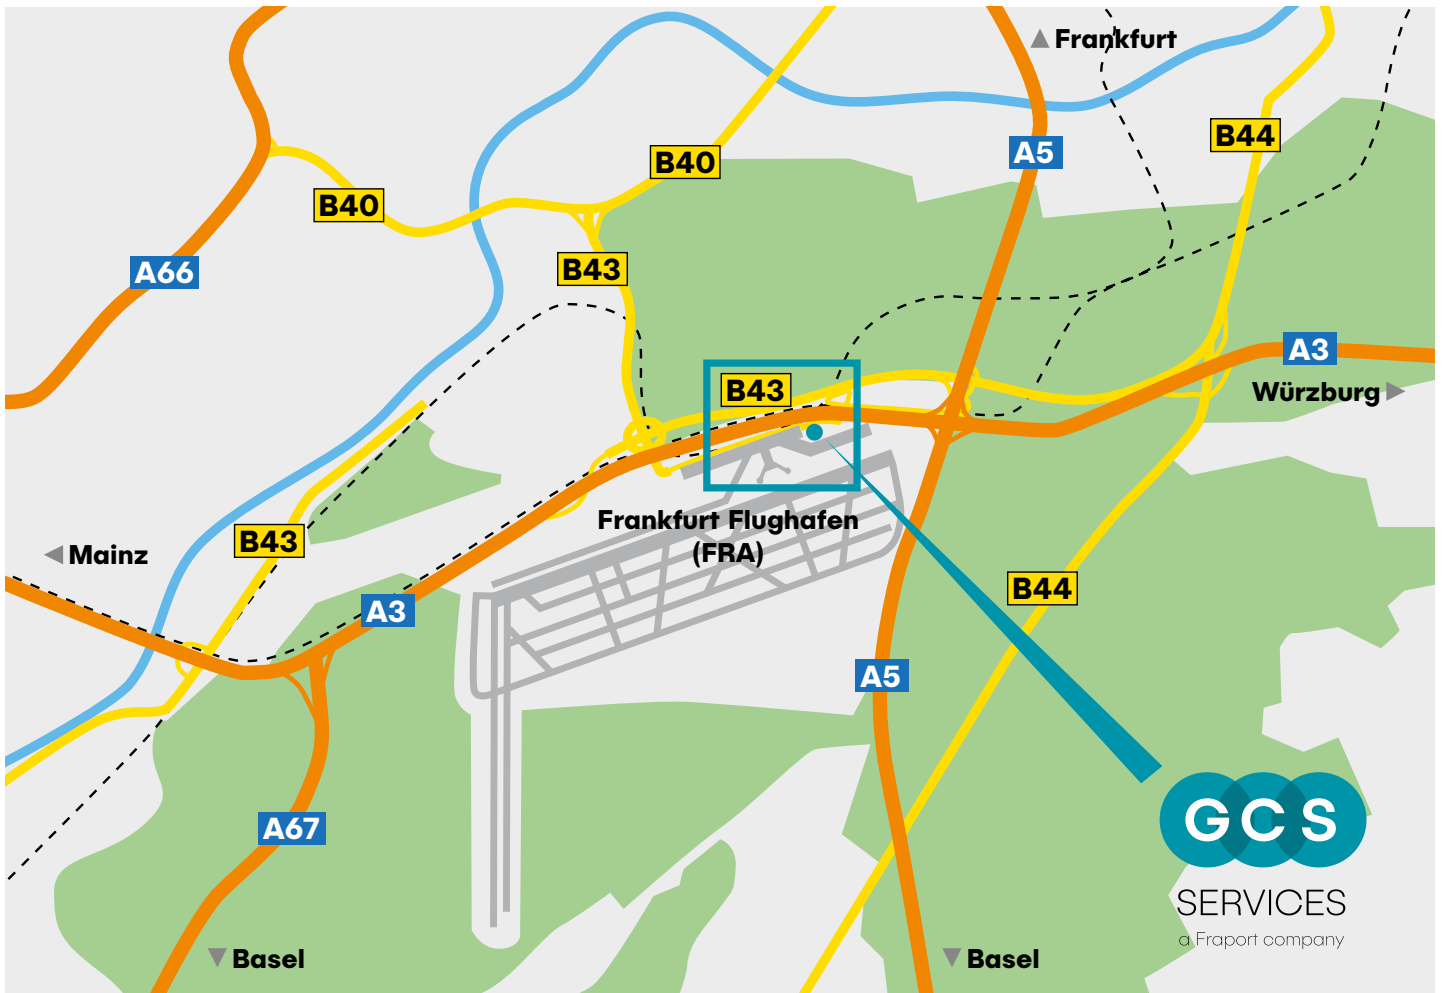 Frankfurt
B44
A5
B40
B40
B43
A66
A3
B43
Würzburg
Frankfurt Flughafen
(FRA)
B43
Mainz
B44
A3
A5
A67
GCS
SERVICES
a Fraport company
Basel
Basel